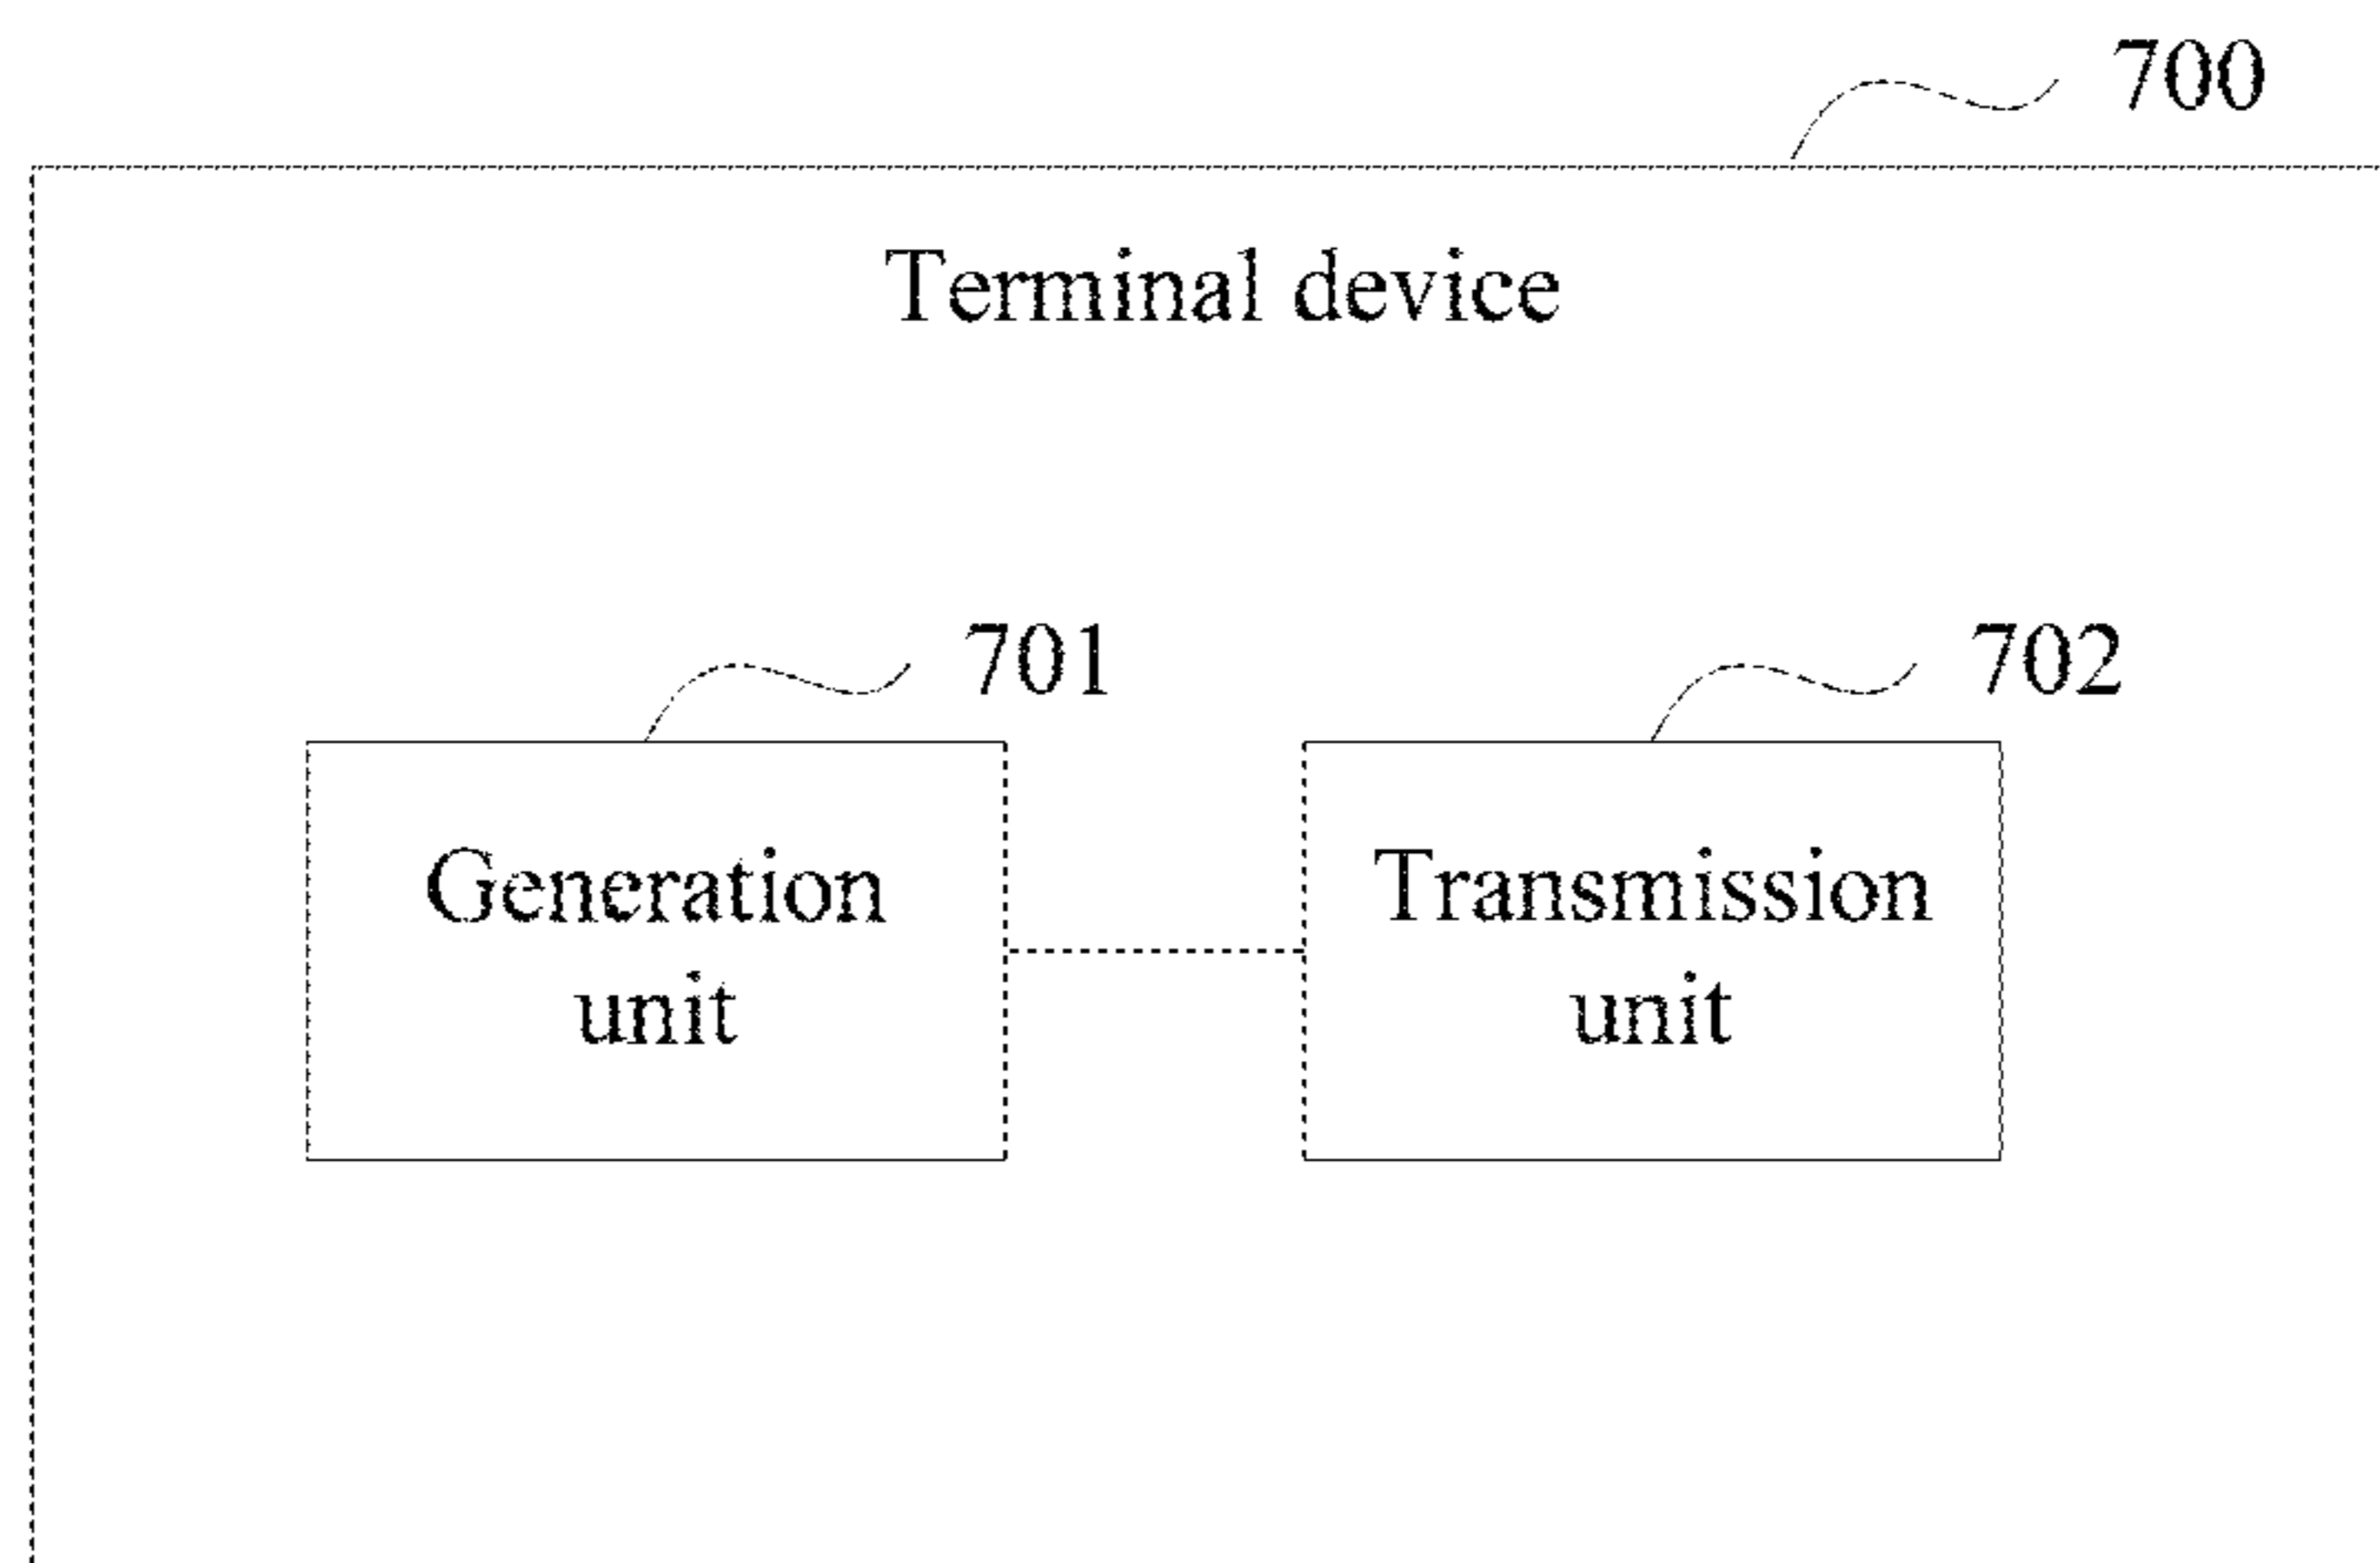 700
Terminal device
701
702
Generation
unit
Transmission
unit